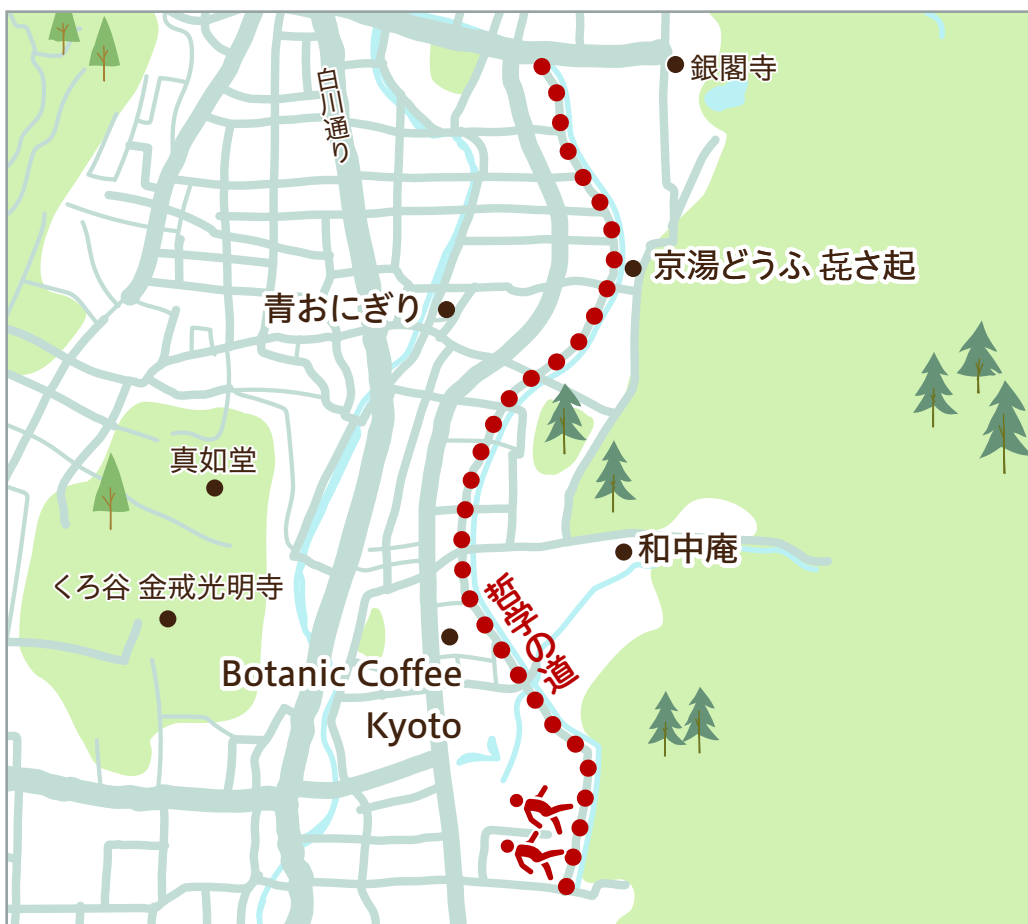 銀閣寺
白川通り
京湯どうふ 㐂さ起
青おにぎり
真如堂
和中庵
くろ谷 金戒光明寺
哲学の道
Botanic Coffee
Kyoto